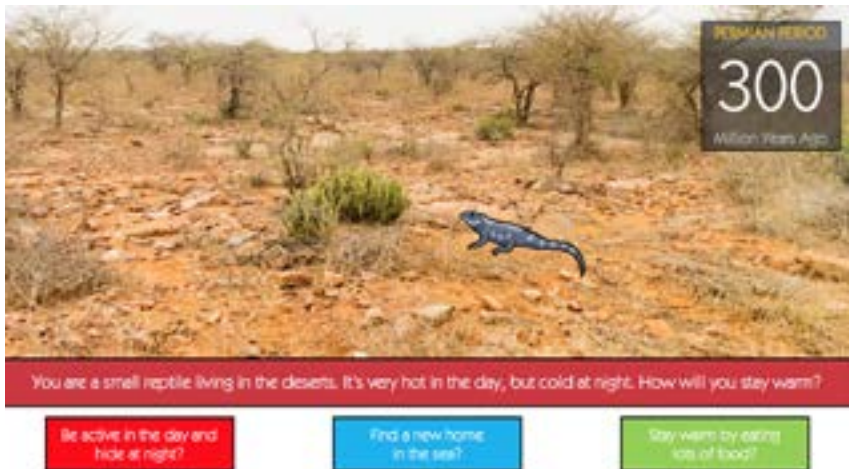 PERMIAN PERIOD
300
Million Years Ago
You are a small reptile living in the deserts. It's very hot in the day, but cold at night. How will you stay warm?
Be active in the day and
hide at night?
Find a new home
in the sea?
Stay warm by eating
lots of food?